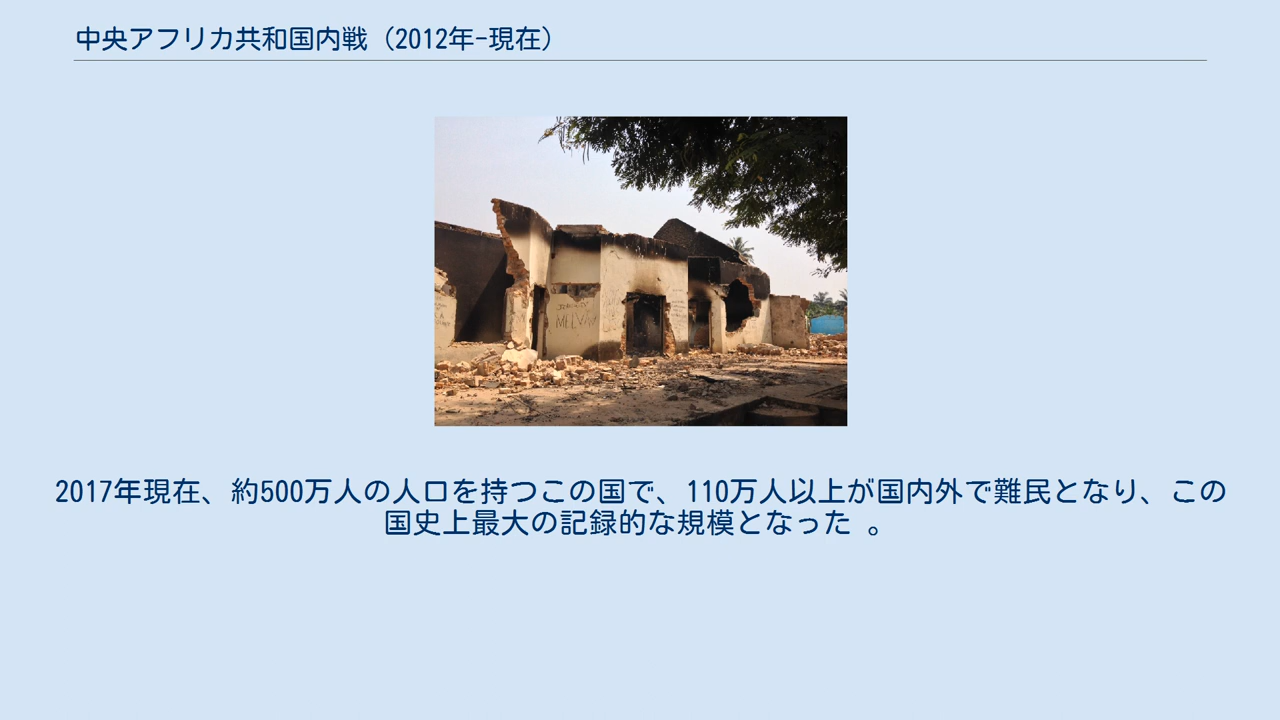 中央アフリカ共和国内戦（2012年-現在）
MELVIN
2017年現在、約500万人の人口を持つこの国で、110万人以上が国内外で難民となり、この
国史上最大の記録的な規模となった 。